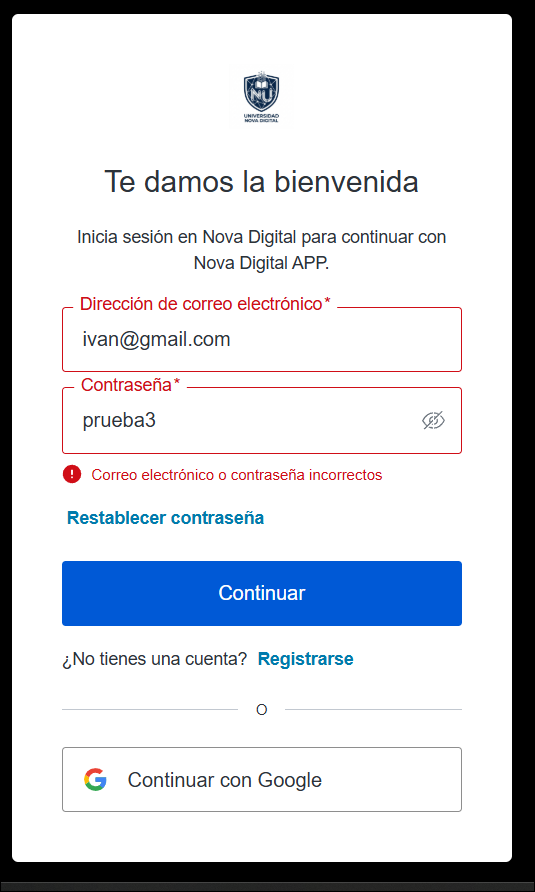 NU
UNIVERSIDAD
NOVA DIGITAL
Te damos la bienvenida
Inicia sesión en Nova Digital para continuar con
Nova Digital APP.
Dirección de correo electrónico*
ivan@gmail.com
Contraseña*
prueba3
Correo electrónico o contraseña incorrectos
Restablecer contraseña
Continuar
¿No tienes una cuenta? Registrarse
O
Continuar con Google